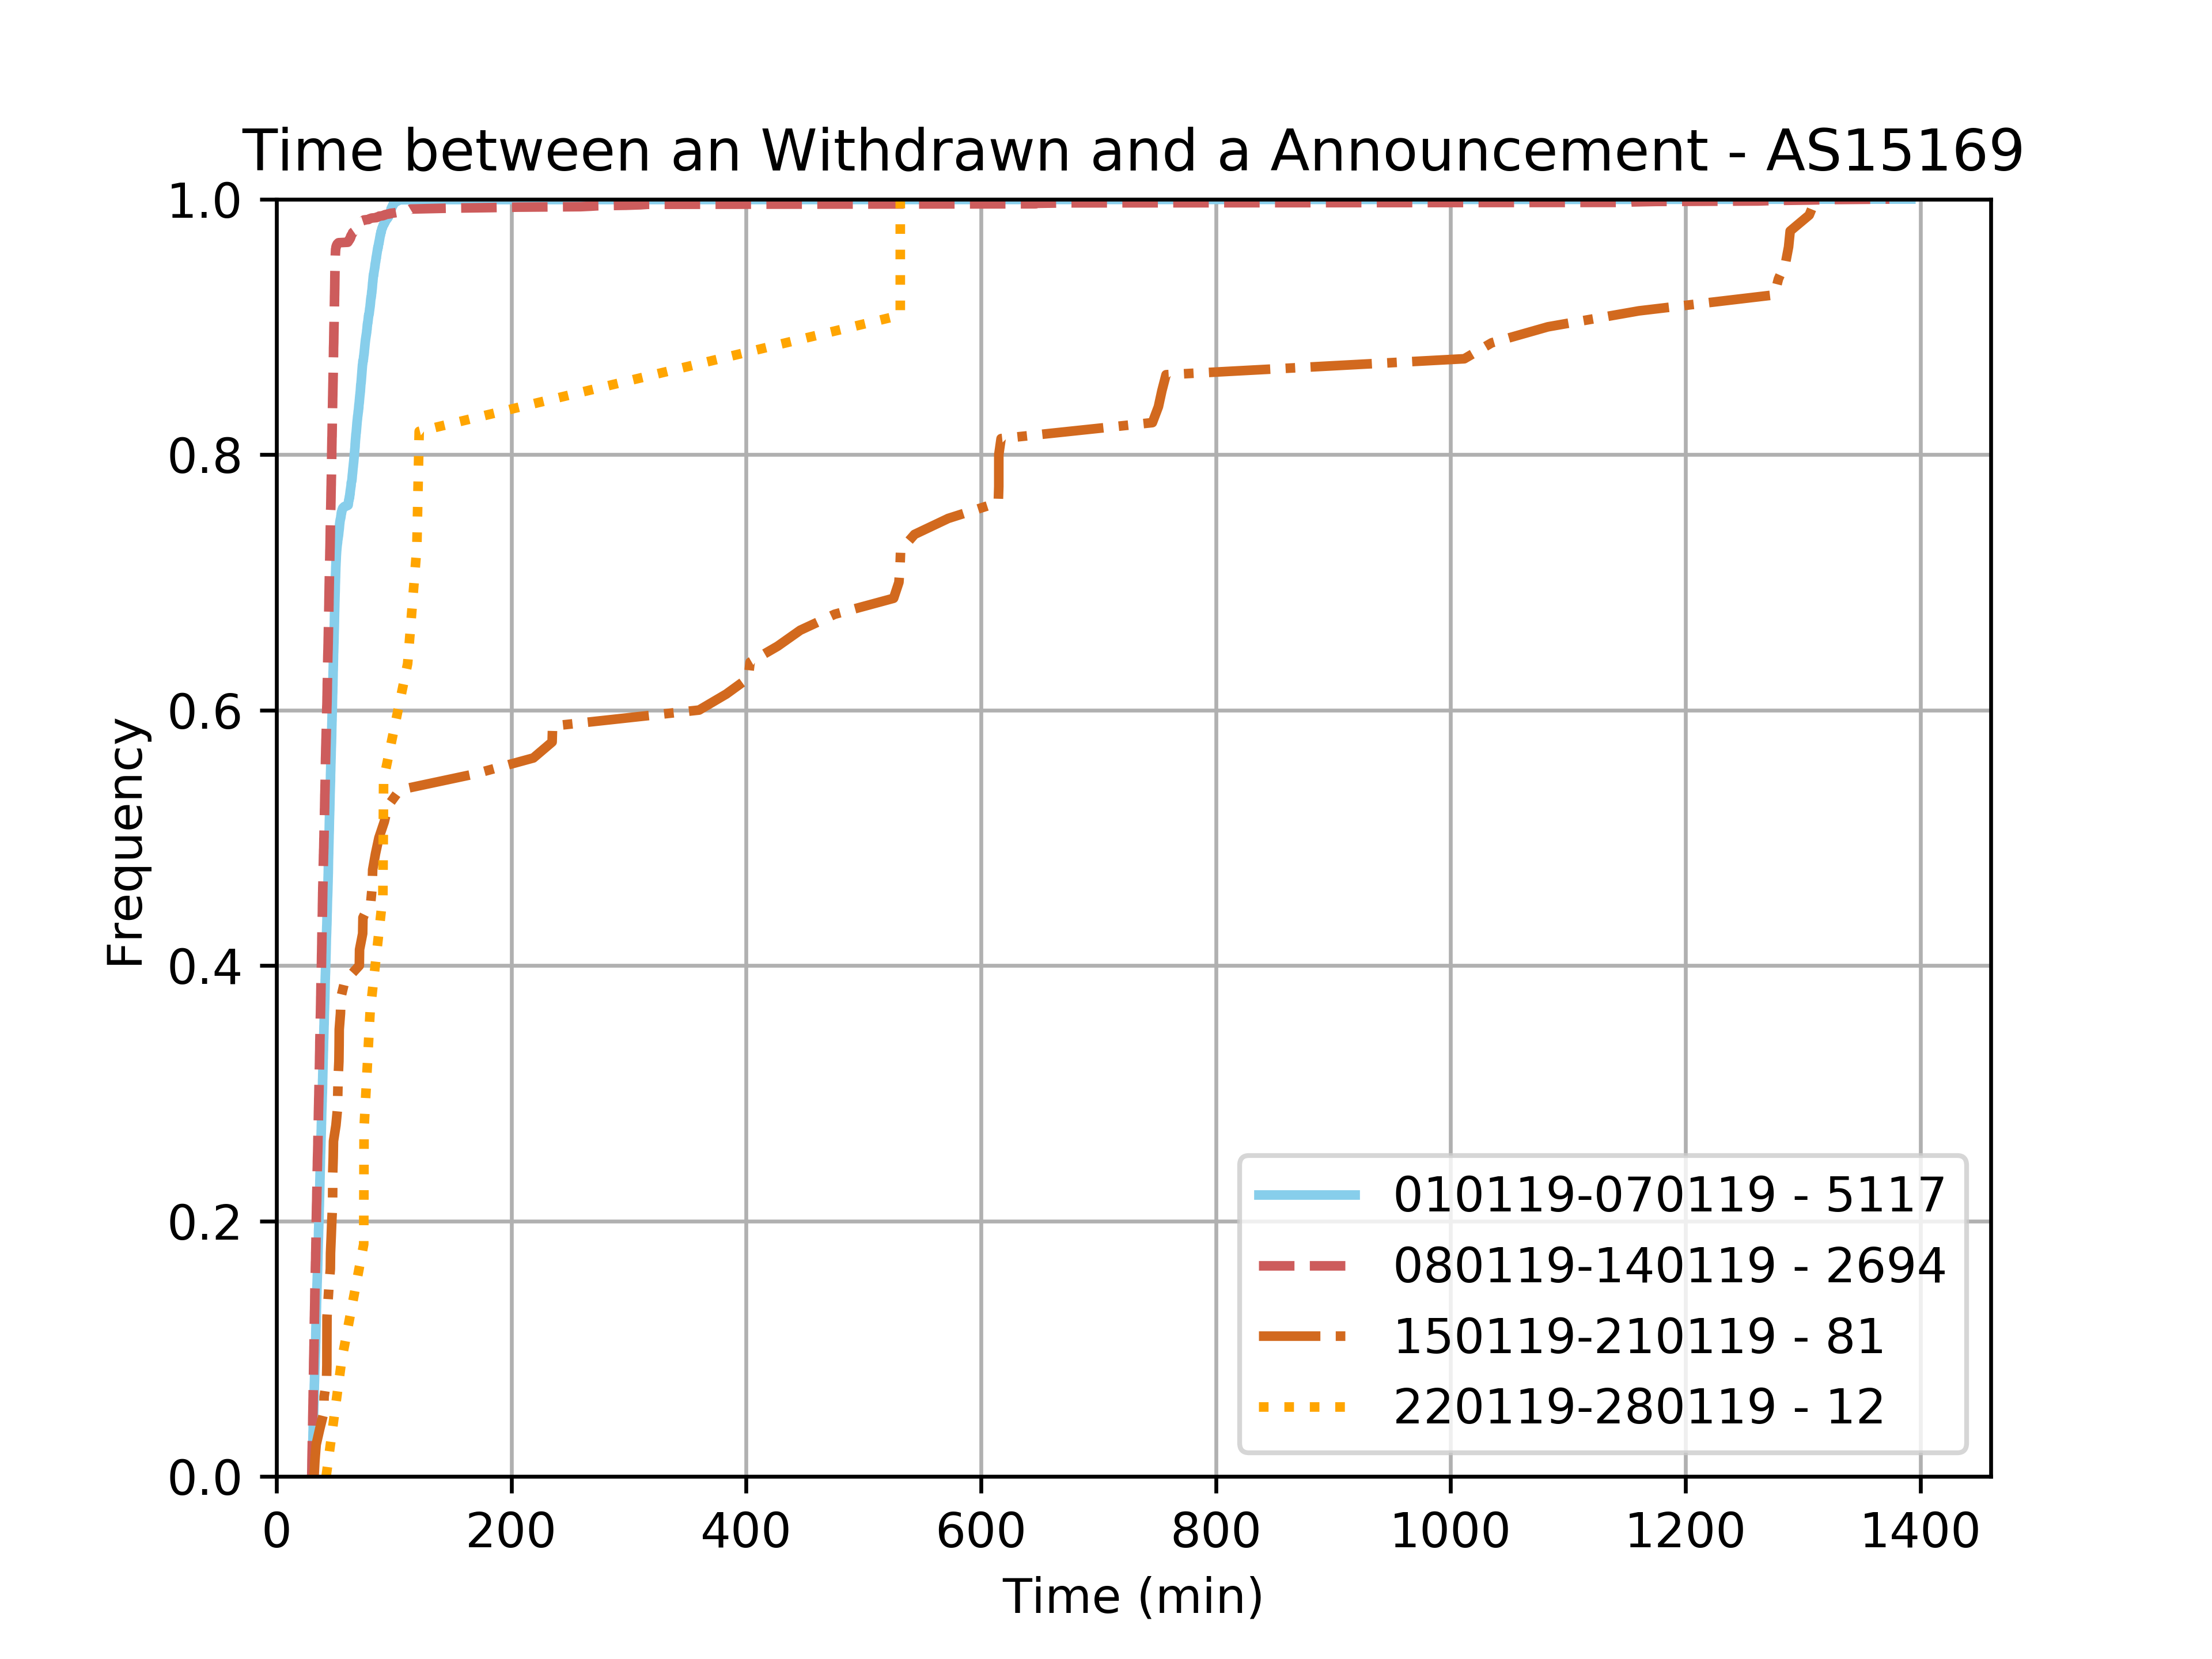 Time between an Withdrawn and a Announcement - AS15169
1.0
0.8
0.6
0.4
0.2
0.0
Frequency
0 200 400 600 800 1000 1200 1400
Time (min)
010119-070119 - 5117
080119-140119 - 2694
150119-210119 - 81
220119-280119 - 12